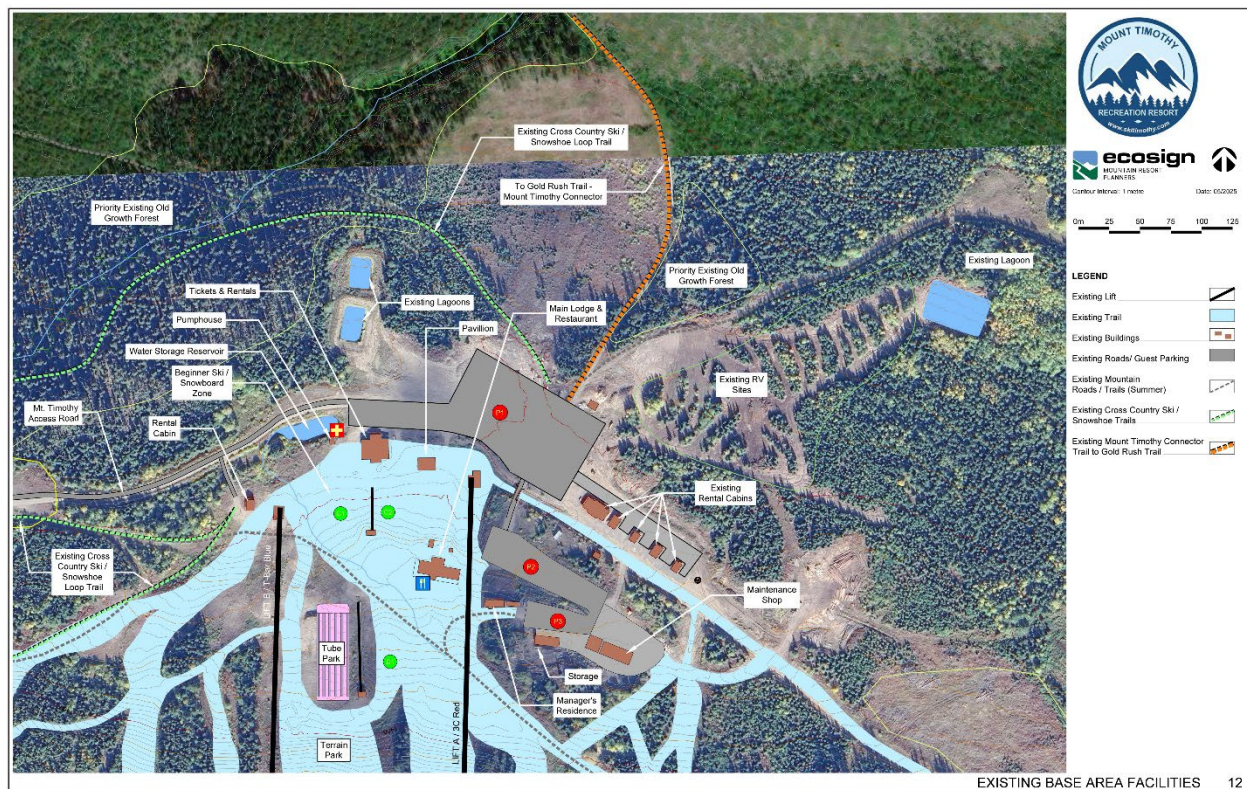 Existing Cross Country Ski /
Snowshoe Loop Trail
To Gold Rush Trail -
Mount Timothy Connector
Priority Existing Old
Growth Forest
Priority Existing Old
Growth Forest
Existing Lagoon
Tickets & Rentals
Existing Lagoons
Main Lodge &
Restaurant
Pumphouse
Pavillion
Water Storage Reservoir
Beginner Ski /
Snowboard
Zone
Existing RV
Sites
Mt. Timothy
Access Road
Rental
Cabin
P1
Existing
Rental Cabins
P2
Existing Cross
Country Ski /
Snowshoe
Loop Trail
Maintenance
Shop
P3
Tube
Park
Storage
Manager's
Residence
LIFT A / 3C Red
Terrain
Park
MOUNT TIMOTHY
RECREATION RESORT
www.skitimothy.com
ecosign
MOUNTAIN RESORT
PLANNERS
Contour Interval: 1 metre
Date: 05/2025
0m 25 50 75 100 125
LEGEND
Existing Lift
Existing Trail
Existing Buildings
Existing Roads/ Guest Parking
Existing Mountain
Roads / Trails (Summer)
Existing Cross Country Ski /
Snowshoe Trails
Existing Mount Timothy Connector
Trail to Gold Rush Trail
EXISTING BASE AREA FACILITIES 12